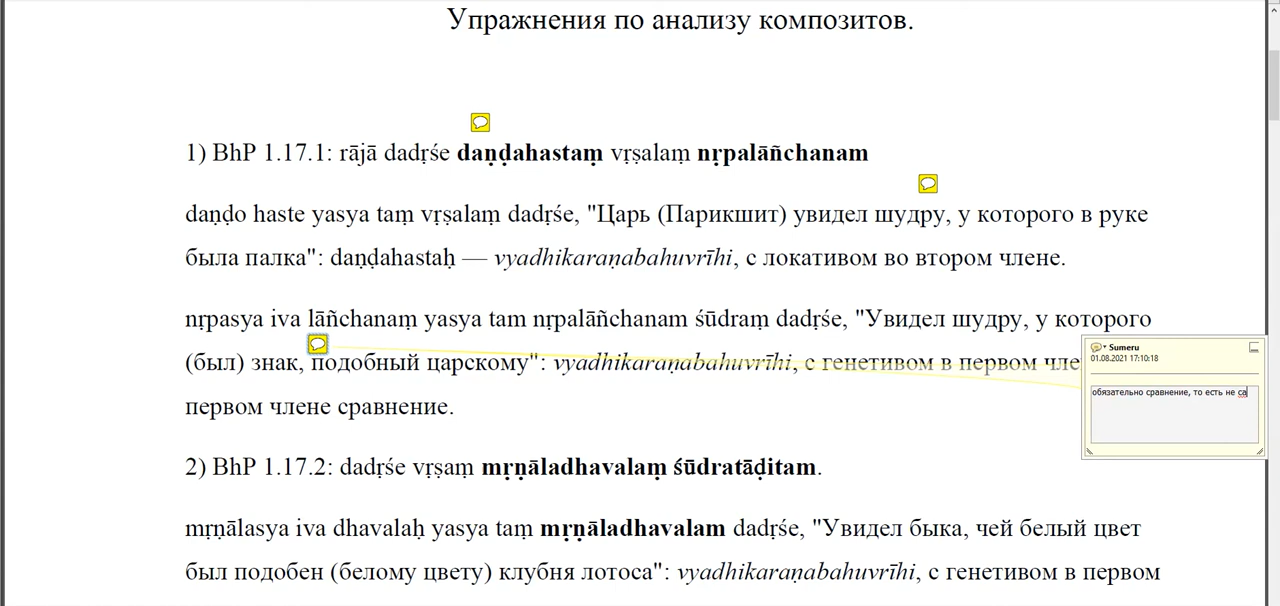 Упражнения по анализу композитов.
1) BhP 1.17.1: rājā dadṛśe daṇḍahastaṃ vṛṣalaṃ nṛpalāñchanam
daṇḍo haste yasya taṃ vṛṣalaṃ dadṛśe, "Царь (Парикшит) увидел шудру, у которого в руке
была палка": daṇḍahastaḥ — vyadhikaraṇabahuvrīhi, с локативом во втором члене.
nṛpasya iva lāñchanaṃ yasya tam nṛpalāñchanam śūdraṃ dadṛśe, "Увидел шудру, у которого
(был) знак, подобный царскому": vyadhikaraṇabahuvrīhi, с генетивом в первом
первом члене сравнение.
Sumeru
01.08.2021 17:10:18
обязательно сравнение, то есть не са
2) BhP 1.17.2: dadṛśe vṛṣaṃ mṛṇāladhavalaṃ śūdratāḍitam.
mṛṇālasya iva dhavalaḥ yasya taṃ mṛṇāladhavalam dadṛśe, "Увидел быка, чей белый цвет
был подобен (белому цвету) клубня лотоса": vyadhikaraṇabahuvrīhi, с генетивом в первом